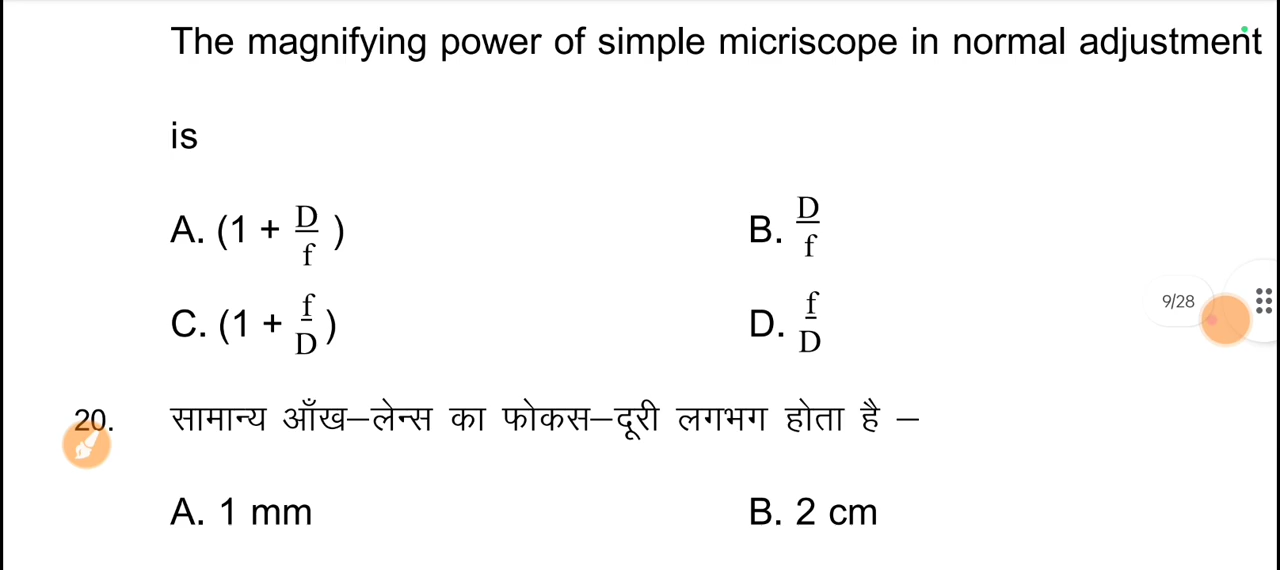 The magnifying power of simple micriscope in normal adjustment
is
A. (1 + D/f )	B. D/f
C. (1 + f/D )	D. f/D
9/28
20. सामान्य आँख–लेन्स का फोकस–दूरी लगभग होता है –
A. 1 mm	B. 2 cm